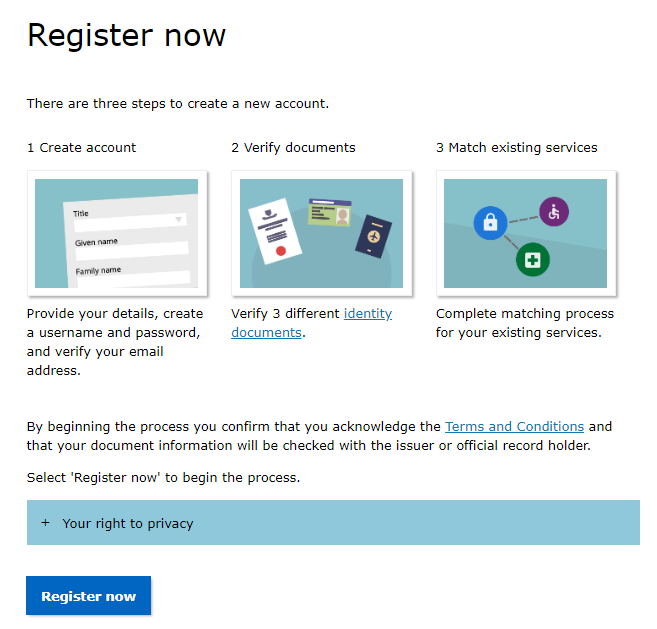 Register now
There are three steps to create a new account.
1 Create account
Title
Given name
Family name
Provide your details, create
a username and password,
and verify your email
address.
2 Verify documents
Verify 3 different identity
documents.
3 Match existing services
Complete matching process
for your existing services.
By beginning the process you confirm that you acknowledge the Terms and Conditions and
that your document information will be checked with the issuer or official record holder.
Select 'Register now' to begin the process.
+ Your right to privacy
Register now